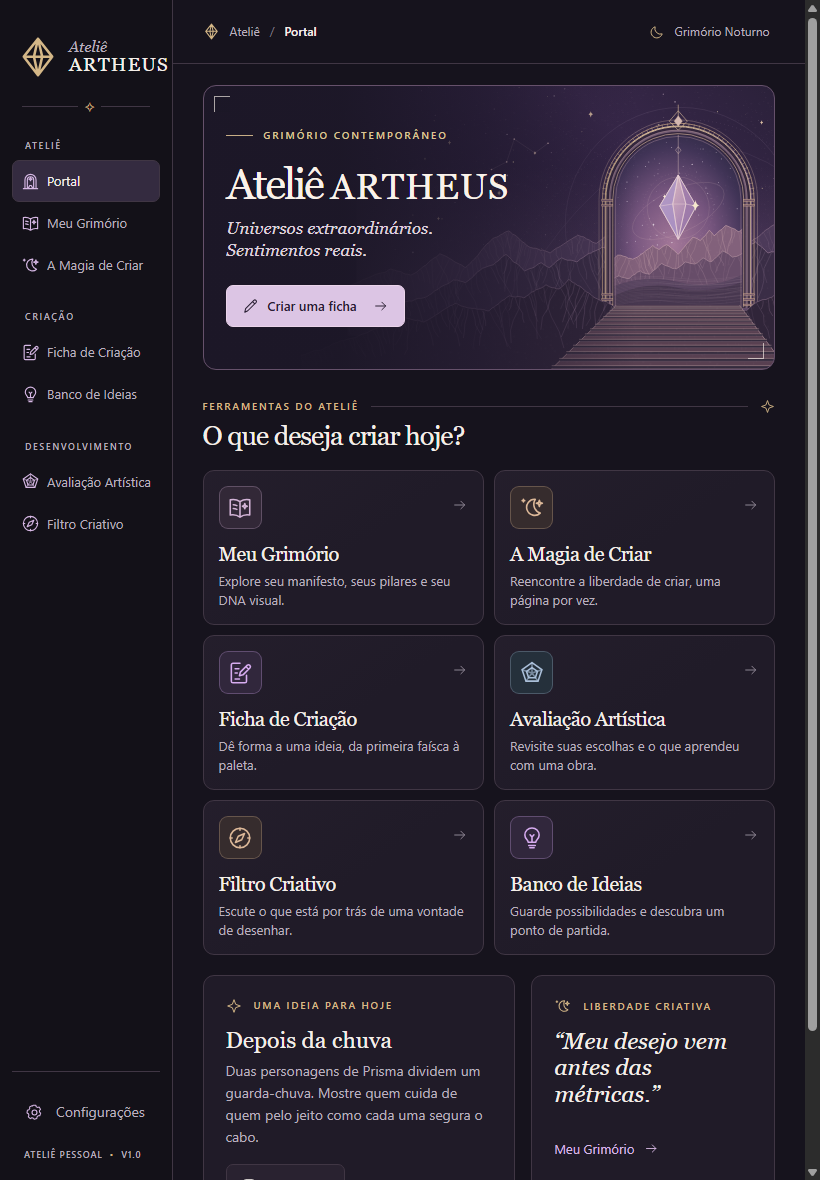 Ateliê
ARTHEUS
ATELIÊ
Portal
Meu Grimório
A Magia de Criar
CRIAÇÃO
Ficha de Criação
Banco de Ideias
DESENVOLVIMENTO
Avaliação Artística
Filtro Criativo
Configurações
ATELIÊ PESSOAL • V1.0
Ateliê / Portal
Grimório Noturno
GRIMÓRIO CONTEMPORÂNEO
Ateliê ARTHEUS
Universos extraordinários.
Sentimentos reais.
Criar uma ficha
FERRAMENTAS DO ATELIÊ
O que deseja criar hoje?
Meu Grimório
Explore seu manifesto, seus pilares e seu
DNA visual.
A Magia de Criar
Reencontre a liberdade de criar, uma
página por vez.
Ficha de Criação
Dê forma a uma ideia, da primeira faísca à
paleta.
Avaliação Artística
Revisite suas escolhas e o que aprendeu
com uma obra.
Filtro Criativo
Escute o que está por trás de uma vontade
de desenhar.
Banco de Ideias
Guarde possibilidades e descubra um
ponto de partida.
UMA IDEIA PARA HOJE
Depois da chuva
Duas personagens de Prisma dividem um
guarda-chuva. Mostre quem cuida de
quem pelo jeito como cada uma segura o
cabo.
LIBERDADE CRIATIVA
“Meu desejo vem
antes das
métricas.”
Meu Grimório